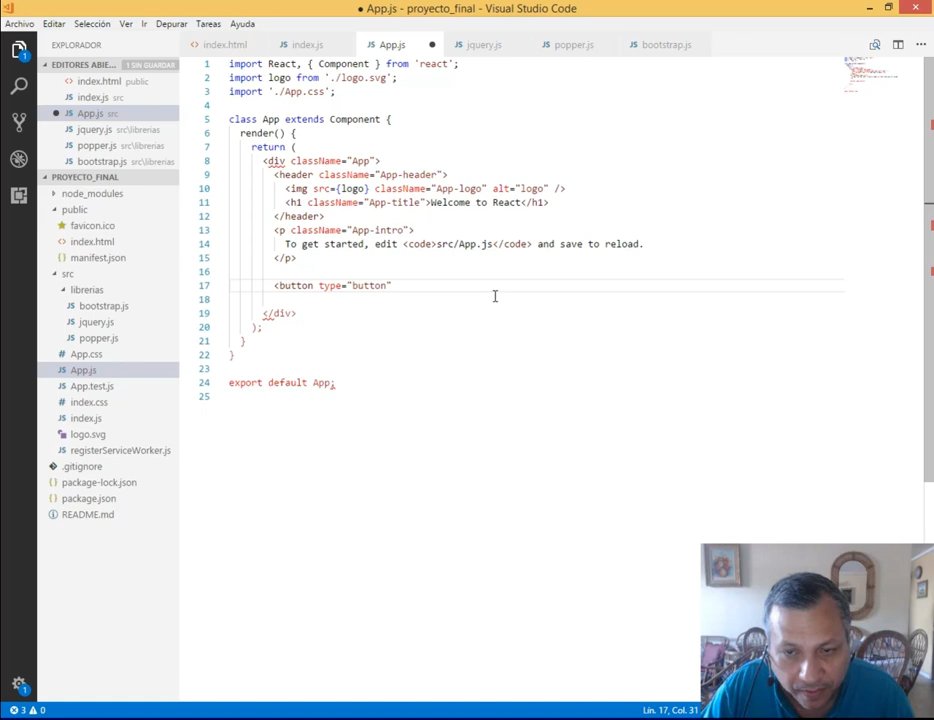 ● App.js - proyecto_final - Visual Studio Code
Archivo Editar Selección Ver Ir Depurar Tareas Ayuda
EXPLORADOR
EDITORES ABIE... 1 SIN GUARDAR
index.html public
index.js src
App.js src
jquery.js src\librerias
popper.js src\librerias
bootstrap.js src\librerias
PROYECTO_FINAL
node_modules
public
favicon.ico
index.html
manifest.json
src
librerias
bootstrap.js
jquery.js
popper.js
App.css
App.js
App.test.js
index.css
index.js
logo.svg
registerServiceWorker.js
.gitignore
package-lock.json
package.json
README.md
index.html index.js App.js jquery.js popper.js bootstrap.js
1 import React, { Component } from 'react';
2 import logo from './logo.svg';
3 import './App.css';
4
5 class App extends Component {
6 render() {
7 return (
8 <div className="App">
9 <header className="App-header">
10 <img src={logo} className="App-logo" alt="logo" />
11 <h1 className="App-title">Welcome to React</h1>
12 </header>
13 <p className="App-intro">
14 To get started, edit <code>src/App.js</code> and save to reload.
15 </p>
16
17 <button type="button"
18
19 </div>
20 );
21 }
22 }
23
24 export default App;
25
1
1
3 0
Lín. 17, Col. 31